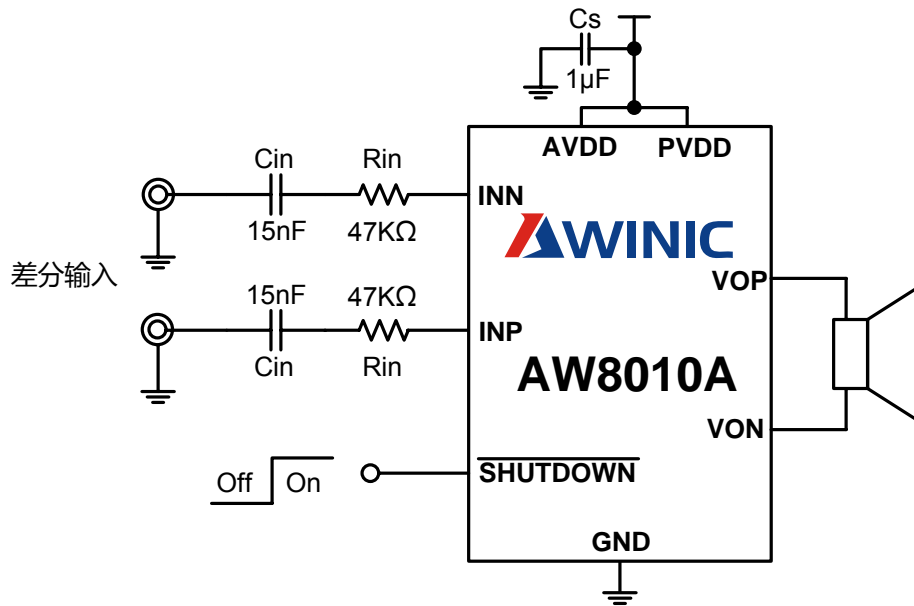 Cs
1µF
AVDD PVDD
Cin Rin
INN
15nF 47KΩ
AWINIC
差分输入
VOP
15nF 47KΩ
INP
Cin Rin
AW8010A
VON
Off On
SHUTDOWN
GND